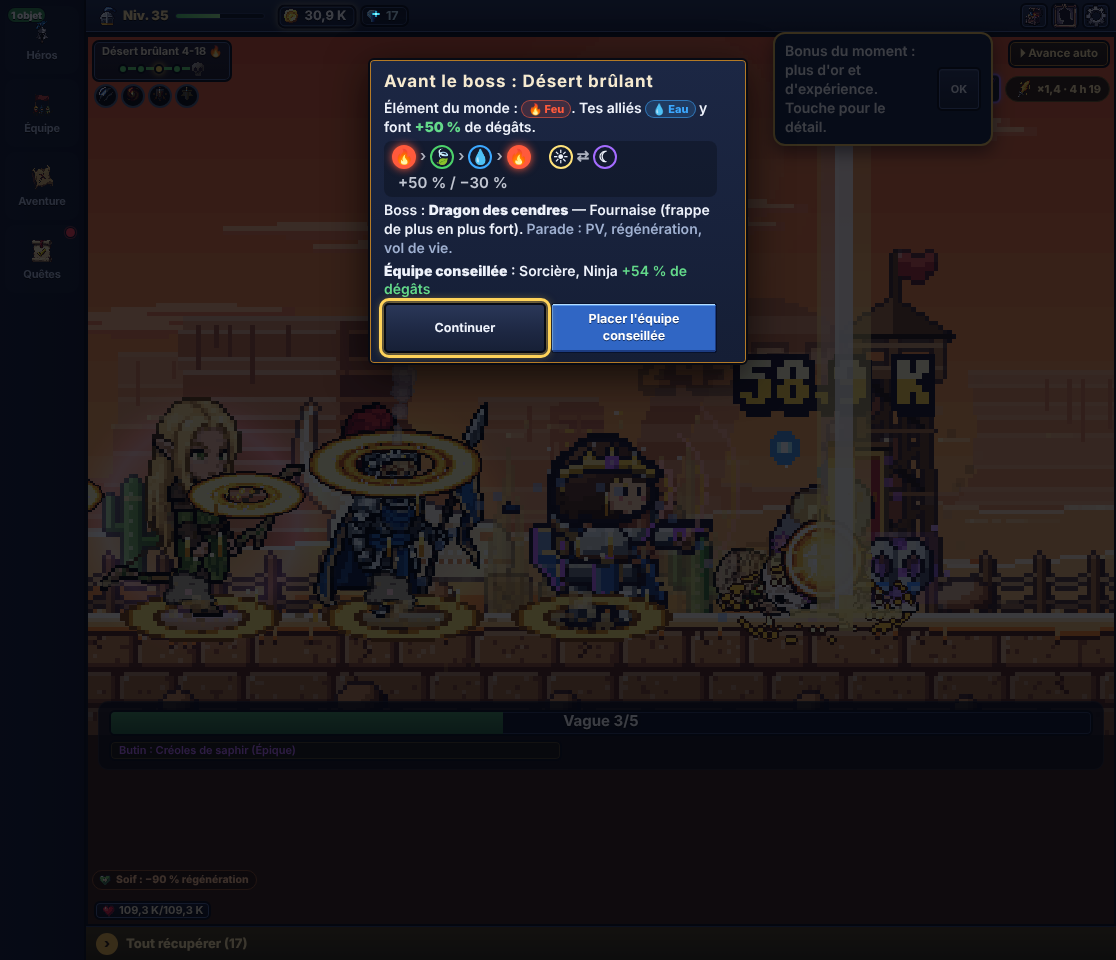 1 objet
Niv. 35
30,9 K
17
Héros
Équipe
Aventure
Quêtes
Désert brûlant 4-18
Bonus du moment :
plus d'or et
d'expérience.
Touche pour le
détail.
OK
Avance auto
×1,4 · 4 h 19
Avant le boss : Désert brûlant
Élément du monde : Feu. Tes alliés Eau y
font +50 % de dégâts.
+50 % / −30 %
Boss : Dragon des cendres — Fournaise (frappe
de plus en plus fort). Parade : PV, régénération,
vol de vie.
Équipe conseillée : Sorcière, Ninja +54 % de
dégâts
Continuer
Placer l'équipe
conseillée
Vague 3/5
Butin : Créoles de saphir (Épique)
Soif : −90 % régénération
109,3 K/109,3 K
Tout récupérer (17)